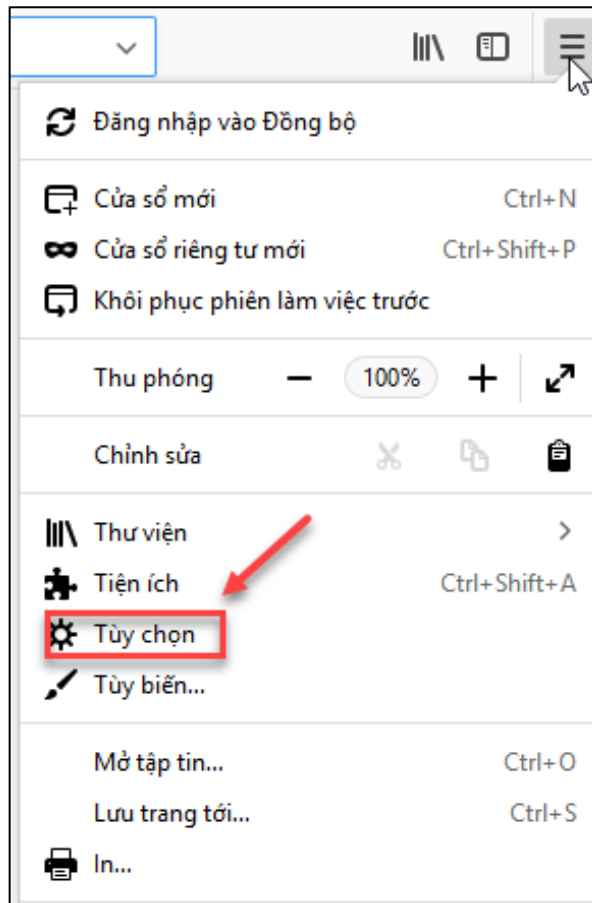 Đăng nhập vào Đồng bộ
Cửa sổ mới Ctrl+N
Cửa sổ riêng tư mới Ctrl+Shift+P
Khôi phục phiên làm việc trước
Thu phóng 100%
Chỉnh sửa
Thư viện
Tiện ích Ctrl+Shift+A
Tùy chọn
Tùy biến...
Mở tập tin... Ctrl+O
Lưu trang tới... Ctrl+S
In...